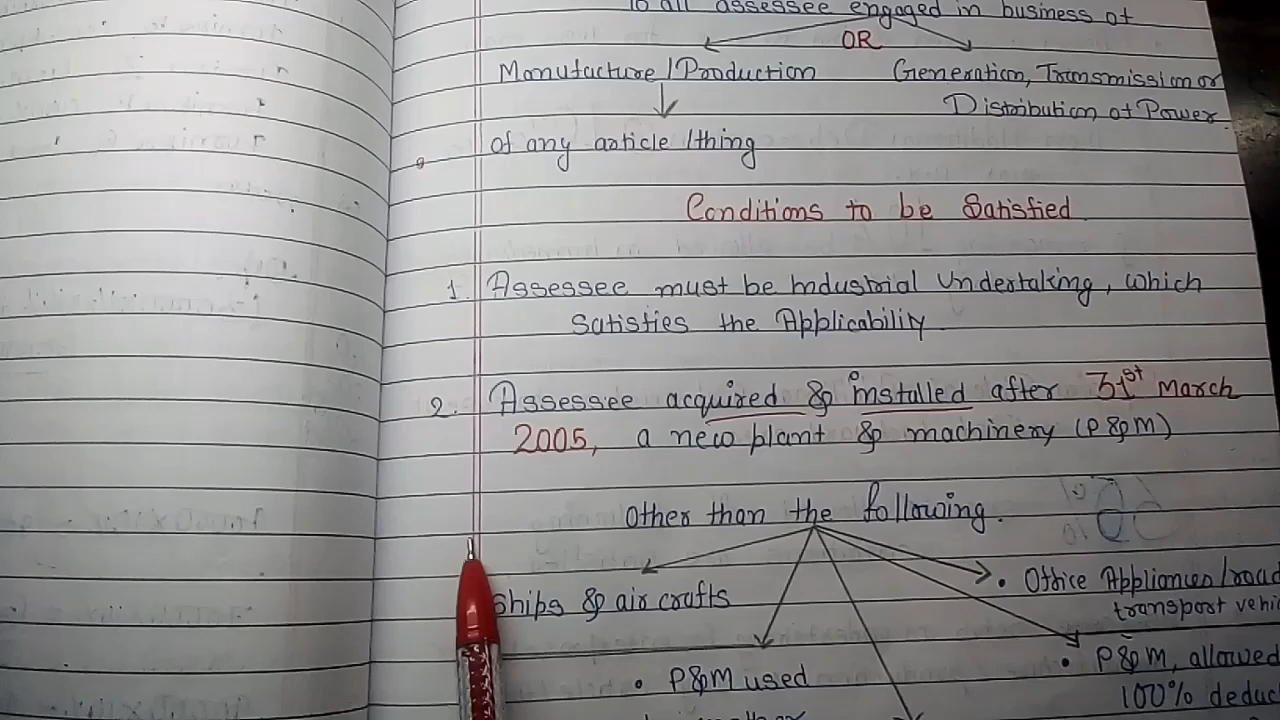 to all assessee engaged in business of
OR
Manufacture/Production
Generation, Transmission or
Distribution of Power
of any article/thing
Conditions to be Satisfied
1. Assessee must be Industrial Undertaking, which
Satisfies the Applicability
2. Assessee acquired & installed after 31st March
2005, a new plant & machinery (P&M)
Other than the following.
Ships & air crafts
• Office Appliances/road
transport vehi
• P&M used
• P&M, allowed
100% deduc